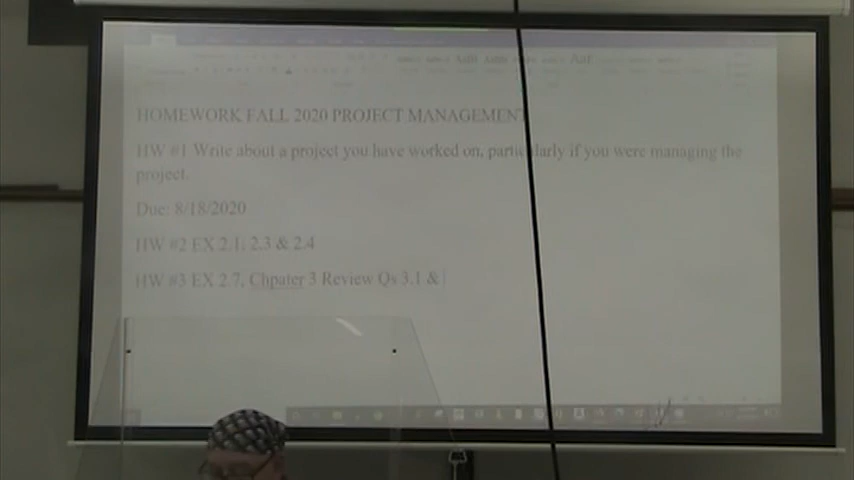 HOMEWORK FALL 2020 PROJECT MANAGEMENT
HW #1 Write about a project you have worked on, particularly if you were managing the
project.
Due: 8/18/2020
HW #2 EX 2.1, 2.3 & 2.4
HW #3 EX 2.7, Chpater 3 Review Qs 3.1 &